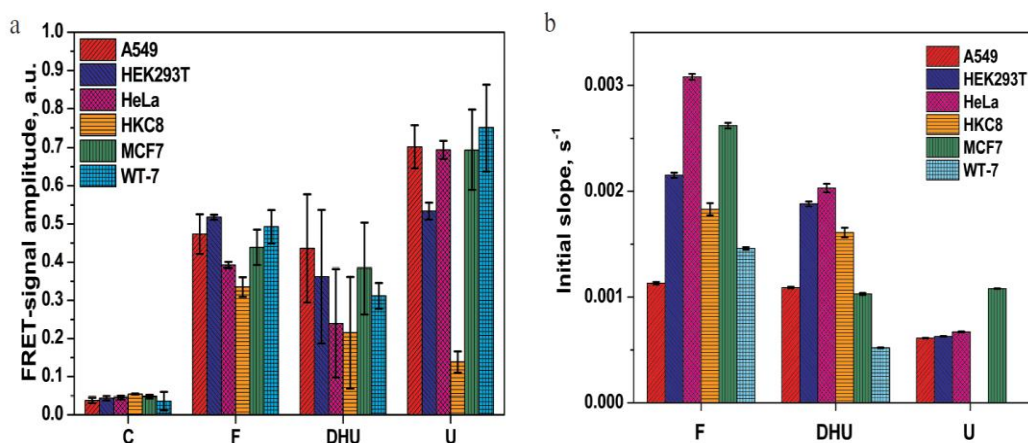 a
FRET-signal amplitude, a.u.
1.0
0.9
0.8
0.7
0.6
0.5
0.4
0.3
0.2
0.1
0.0
A549
HEK293T
HeLa
HKC8
MCF7
WT-7
C F DHU U
b
Initial slope, s⁻¹
0.003
0.002
0.001
0.000
A549
HEK293T
HeLa
HKC8
MCF7
WT-7
F DHU U